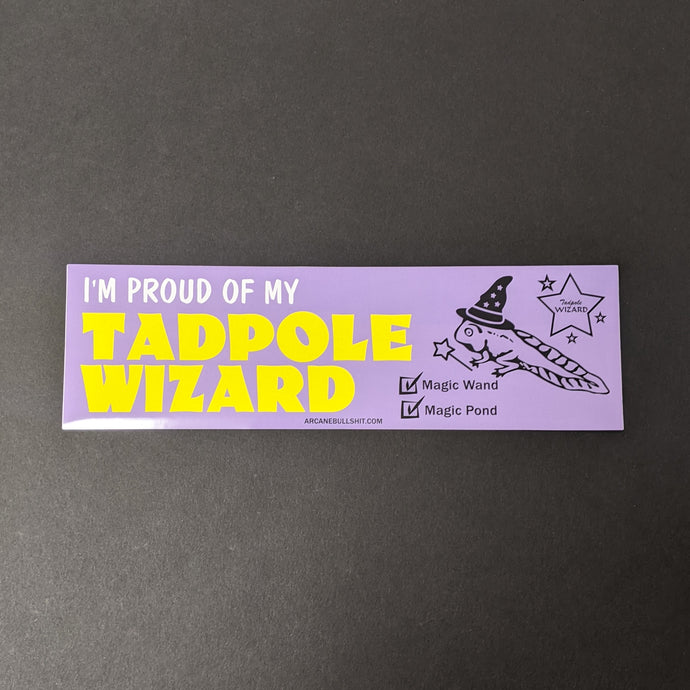 I'M PROUD OF MY
TADPOLE
WIZARD
Tadpole
WIZARD
Magic Wand
Magic Pond
ARCANEBULLSHIT.COM